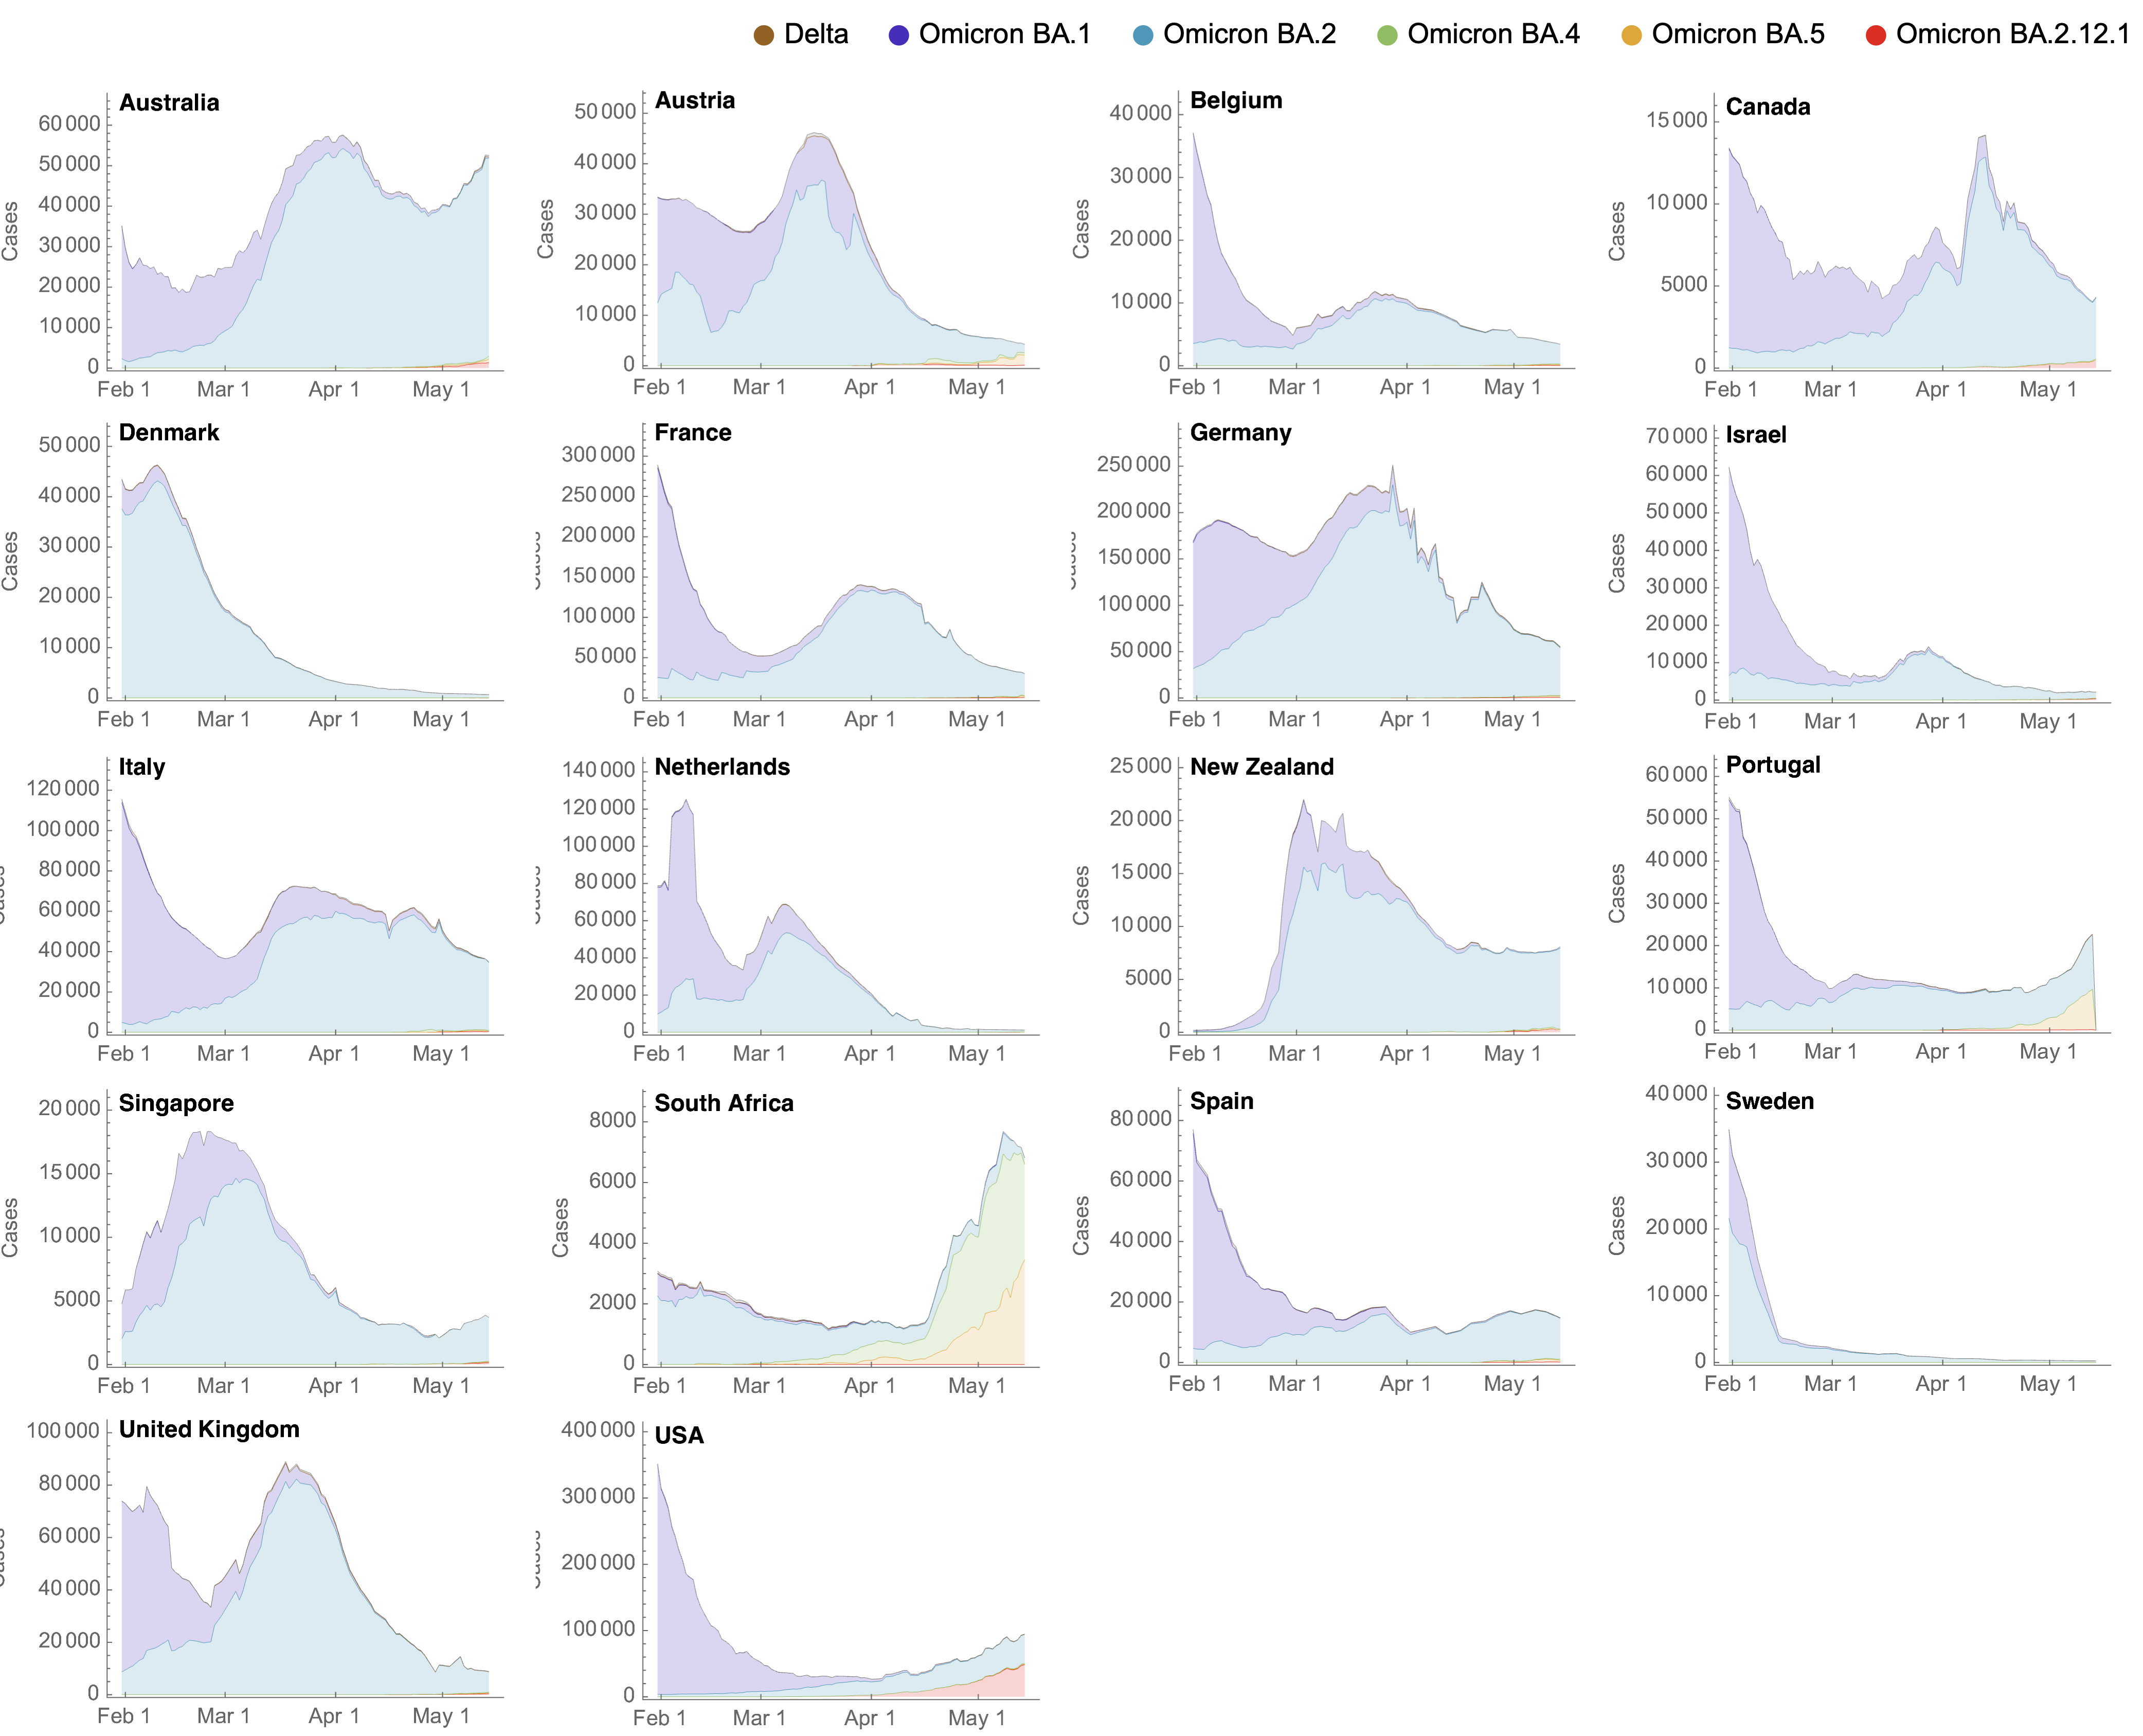 Delta Omicron BA.1 Omicron BA.2 Omicron BA.4 Omicron BA.5 Omicron BA.2.12.1
Australia
Cases
60 000
50 000
40 000
30 000
20 000
10 000
0
Feb 1 Mar 1 Apr 1 May 1
Austria
Cases
50 000
40 000
30 000
20 000
10 000
0
Feb 1 Mar 1 Apr 1 May 1
Belgium
Cases
40 000
30 000
20 000
10 000
0
Feb 1 Mar 1 Apr 1 May 1
Canada
Cases
15 000
10 000
5000
0
Feb 1 Mar 1 Apr 1 May 1
Denmark
Cases
50 000
40 000
30 000
20 000
10 000
0
Feb 1 Mar 1 Apr 1 May 1
France
Cases
300 000
250 000
200 000
150 000
100 000
50 000
0
Feb 1 Mar 1 Apr 1 May 1
Germany
Cases
250 000
200 000
150 000
100 000
50 000
0
Feb 1 Mar 1 Apr 1 May 1
Israel
Cases
70 000
60 000
50 000
40 000
30 000
20 000
10 000
0
Feb 1 Mar 1 Apr 1 May 1
Italy
Cases
120 000
100 000
80 000
60 000
40 000
20 000
0
Feb 1 Mar 1 Apr 1 May 1
Netherlands
Cases
140 000
120 000
100 000
80 000
60 000
40 000
20 000
0
Feb 1 Mar 1 Apr 1 May 1
New Zealand
Cases
25 000
20 000
15 000
10 000
5000
0
Feb 1 Mar 1 Apr 1 May 1
Portugal
Cases
60 000
50 000
40 000
30 000
20 000
10 000
0
Feb 1 Mar 1 Apr 1 May 1
Singapore
Cases
20 000
15 000
10 000
5000
0
Feb 1 Mar 1 Apr 1 May 1
South Africa
Cases
8000
6000
4000
2000
0
Feb 1 Mar 1 Apr 1 May 1
Spain
Cases
80 000
60 000
40 000
20 000
0
Feb 1 Mar 1 Apr 1 May 1
Sweden
Cases
40 000
30 000
20 000
10 000
0
Feb 1 Mar 1 Apr 1 May 1
United Kingdom
Cases
100 000
80 000
60 000
40 000
20 000
0
Feb 1 Mar 1 Apr 1 May 1
USA
Cases
400 000
300 000
200 000
100 000
0
Feb 1 Mar 1 Apr 1 May 1